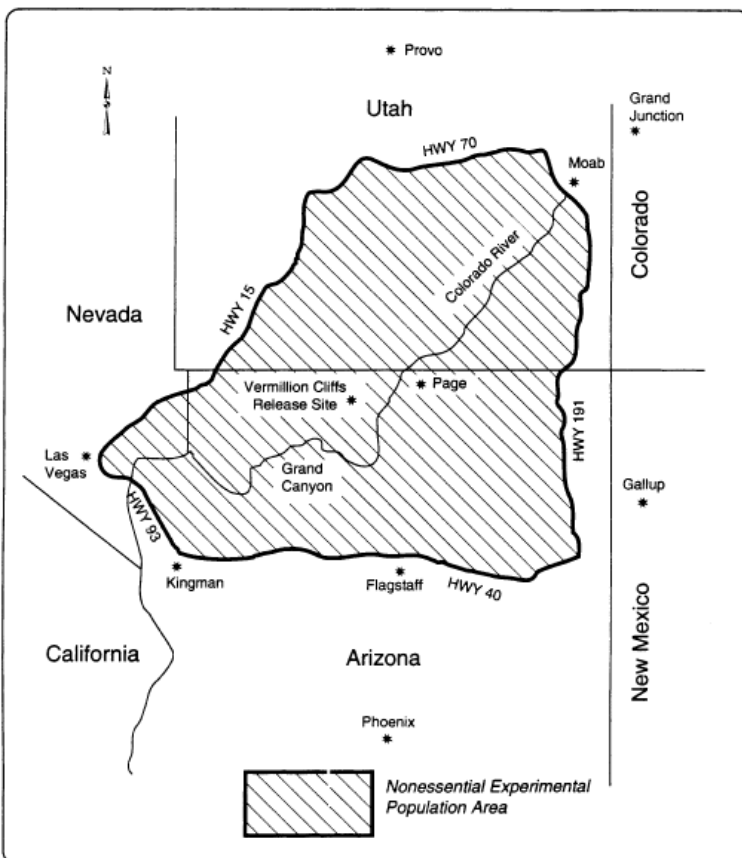 N
Provo
Utah
Grand
Junction
HWY 70
Moab
Colorado
Colorado River
HWY 15
Nevada
Vermillion Cliffs
Release Site
Page
HWY 191
Las
Vegas
Grand
Canyon
Gallup
HWY 93
Kingman
Flagstaff
HWY 40
New Mexico
California
Arizona
Phoenix
Nonessential Experimental
Population Area